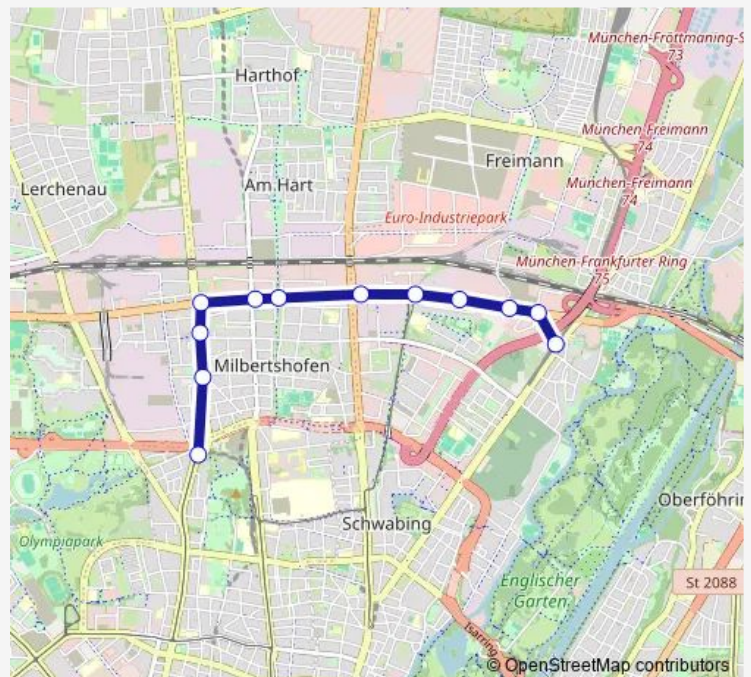 München-Fröttmaning-S
73
Harthof
München-Freimann
74
Freimann
Lerchenau
Am Hart
München-Freimann
74
Euro-Industriepark
München-Frankfurter Ring
75
Milbertshofen
Oberföhrin
Schwabing
Olympiapark
Englischer
Garten
St 2088
Isarring
© OpenStreetMap contributors